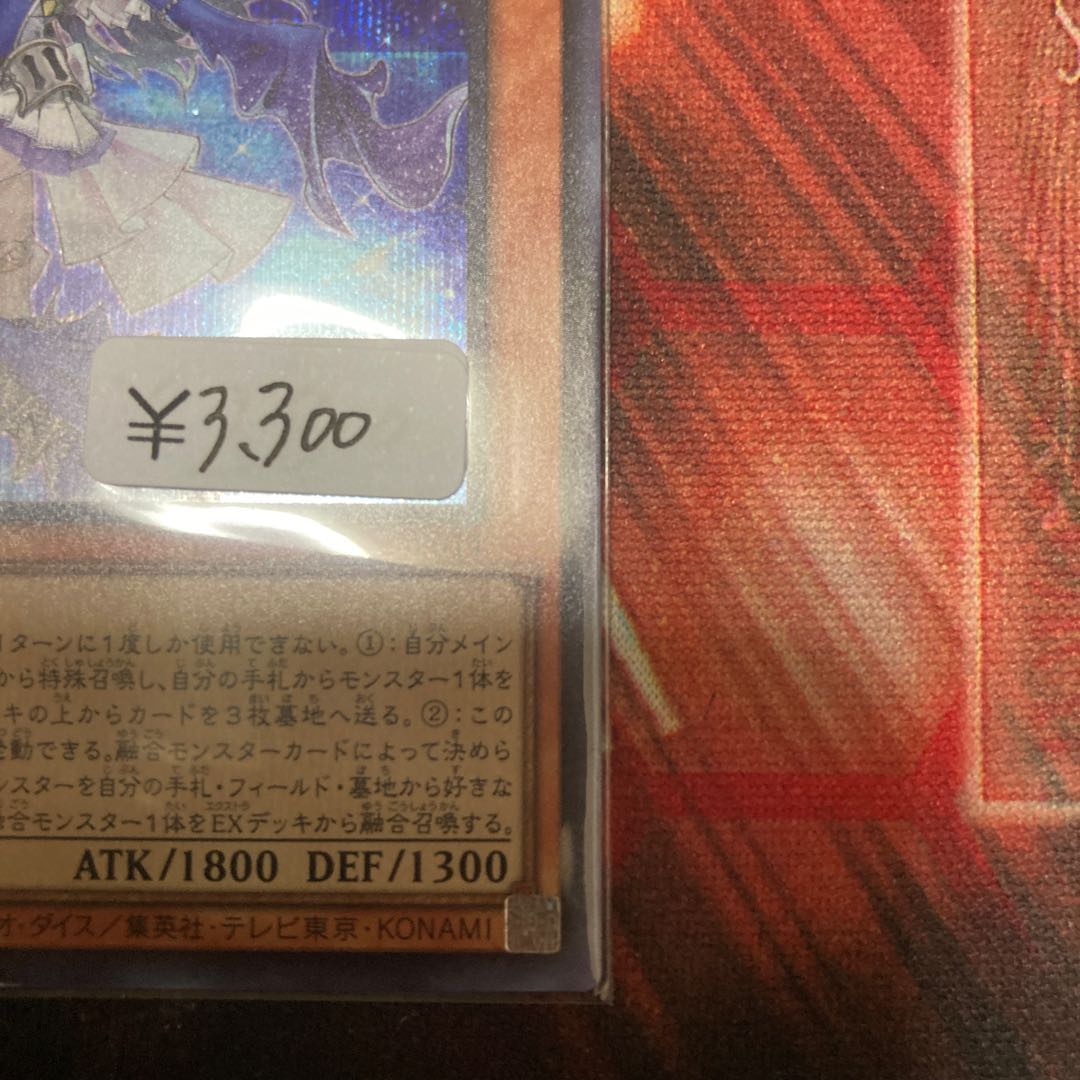 ¥3,300
1ターンに1度しか使用できない。①:自分メイン
から特殊召喚し、自分の手札からモンスター1体を
キの上からカードを3枚墓地へ送る。②:この
動できる。融合モンスターカードによって決めら
ンスターを自分の手札・フィールド・墓地から好きな
合モンスター1体をEXデッキから融合召喚する。
ATK/1800 DEF/1300
オ・ダイス/集英社・テレビ東京・KONAMI